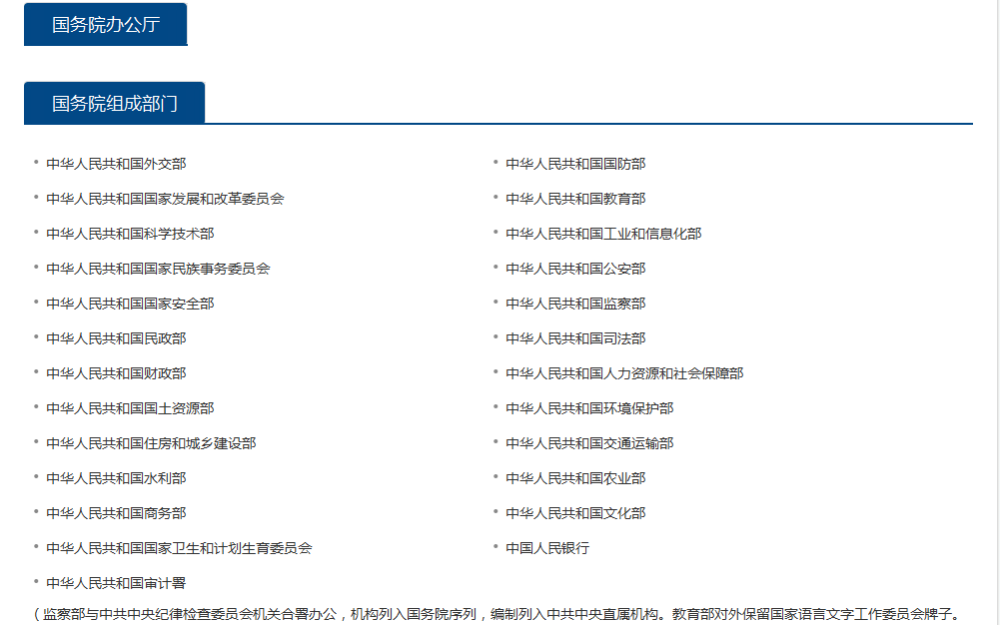 国务院办公厅
国务院组成部门
中华人民共和国外交部
中华人民共和国国防部
中华人民共和国国家发展和改革委员会
中华人民共和国教育部
中华人民共和国科学技术部
中华人民共和国工业和信息化部
中华人民共和国国家民族事务委员会
中华人民共和国公安部
中华人民共和国国家安全部
中华人民共和国监察部
中华人民共和国民政部
中华人民共和国司法部
中华人民共和国财政部
中华人民共和国人力资源和社会保障部
中华人民共和国国土资源部
中华人民共和国环境保护部
中华人民共和国住房和城乡建设部
中华人民共和国交通运输部
中华人民共和国水利部
中华人民共和国农业部
中华人民共和国商务部
中华人民共和国文化部
中华人民共和国国家卫生和计划生育委员会
中国人民银行
中华人民共和国审计署
（监察部与中共中央纪律检查委员会机关合署办公，机构列入国务院序列，编制列入中共中央直属机构。教育部对外保留国家语言文字工作委员会牌子。